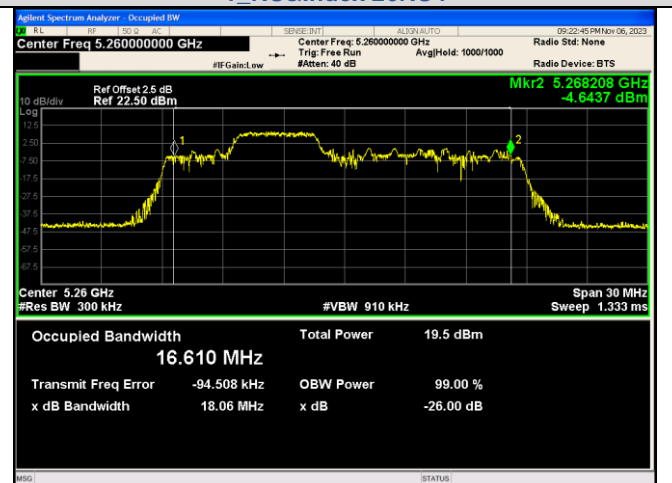 Agilent Spectrum Analyzer - Occupied BW
RL RF 50 Ω AC SENSE:INT ALIGN AUTO 09:22:45 PM Nov 06, 2023
Center Freq 5.260000000 GHz Center Freq: 5.260000000 GHz Radio Std: None
Trig: Free Run Avg|Hold: 1000/1000
#IFGain:Low #Atten: 40 dB Radio Device: BTS
Mkr2 5.268208 GHz
-4.6437 dBm
Ref Offset 2.5 dB
10 dB/div Ref 22.50 dBm
Log
12.5
2.50
-7.50
-17.5
-27.5
-37.5
-47.5
-57.5
-67.5
1
2
Center 5.26 GHz Span 30 MHz
#Res BW 300 kHz #VBW 910 kHz Sweep 1.333 ms
Occupied Bandwidth Total Power 19.5 dBm
16.610 MHz
Transmit Freq Error -94.508 kHz OBW Power 99.00 %
x dB Bandwidth 18.06 MHz x dB -26.00 dB
MSG STATUS